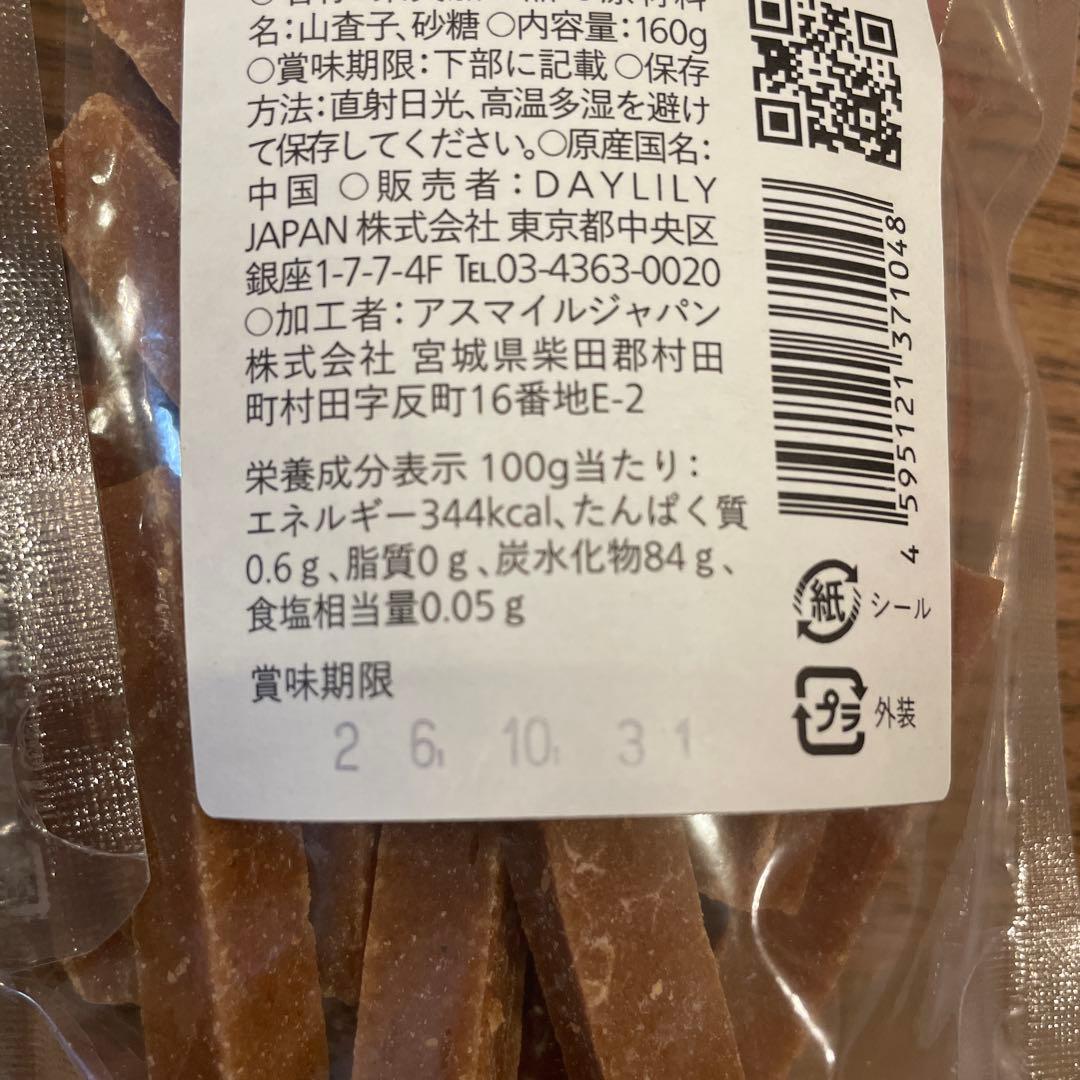 名:山査子、砂糖 ○内容量:160g
○賞味期限:下部に記載 ○保存
方法:直射日光、高温多湿を避け
て保存してください。○原産国名:
中国 ○販売者:DAYLILY
JAPAN 株式会社 東京都中央区
銀座1-7-7-4F TEL03-4363-0020
○加工者:アスマイルジャパン
株式会社 宮城県柴田郡村田
町村田字反町16番地E-2
栄養成分表示 100g当たり:
エネルギー344kcal、たんぱく質
0.6g、脂質0g、炭水化物84g、
食塩相当量0.05g
賞味期限
2 6. 10. 31
4 595121 371048
紙 シール
プラ 外装